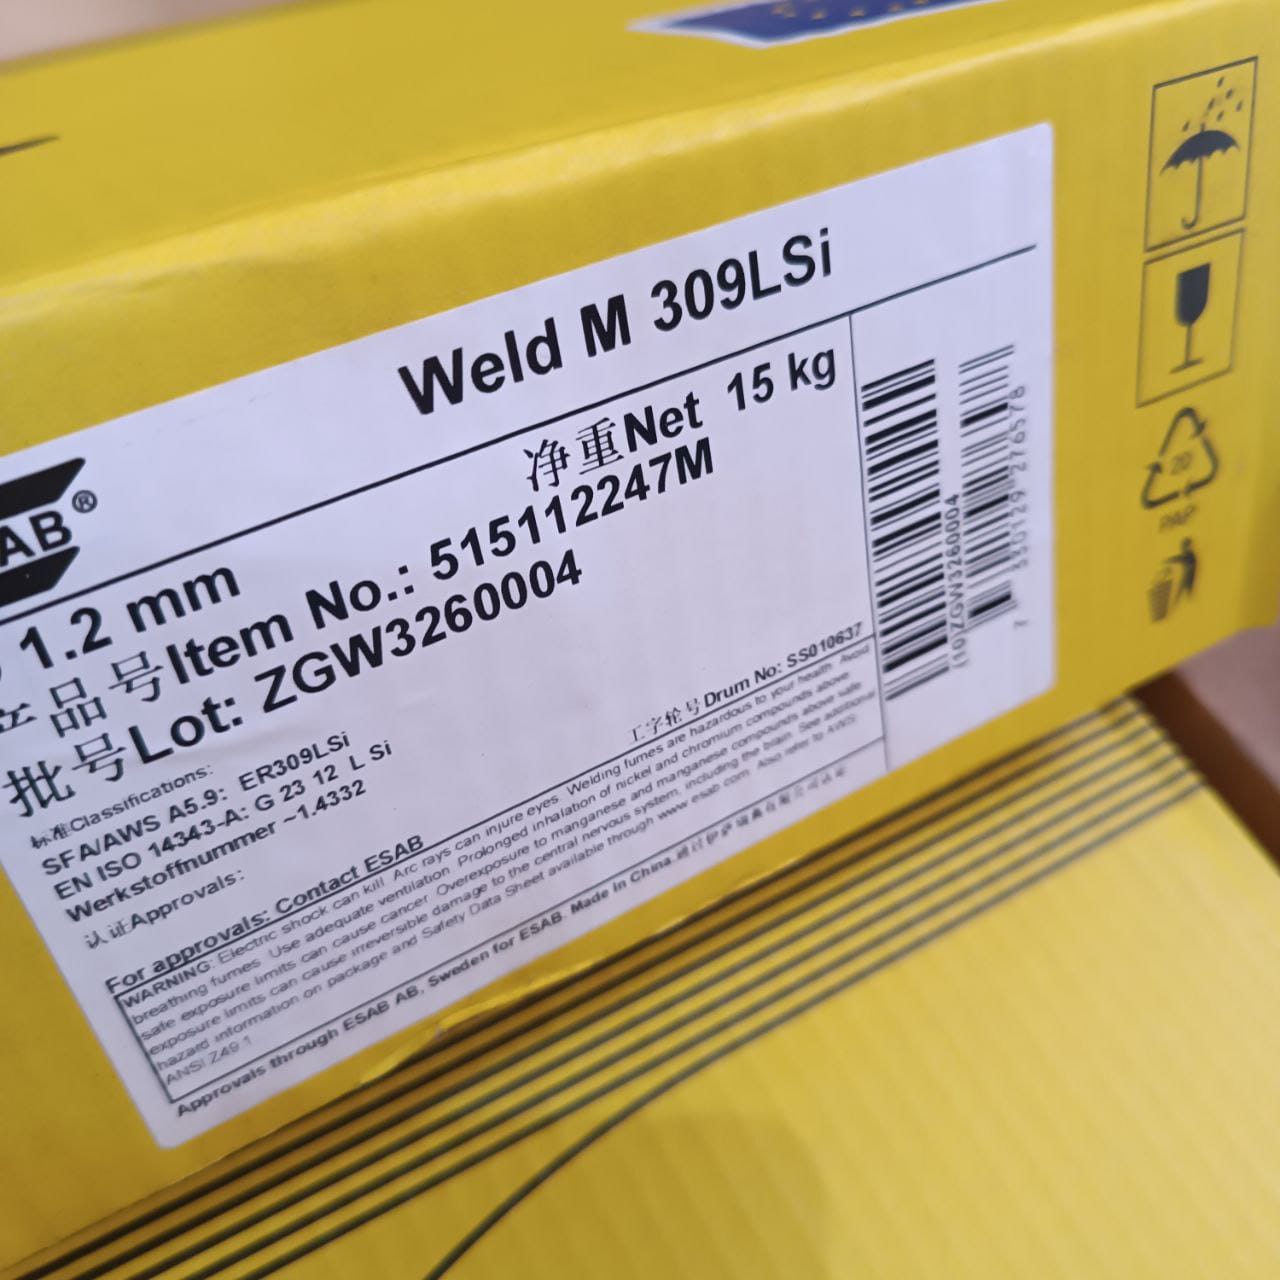 Weld M 309LSi
AB®
1.2 mm
净重Net 15 kg
品号Item No.: 515112247M
批号Lot: ZGW3260004
工字轮号Drum No: SS010637
标准Classifications:
SFA/AWS A5.9: ER309LSi
EN ISO 14343-A: G 23 12 L Si
Werkstoffnummer ~1.4332
认证Approvals:
For approvals: Contact ESAB
WARNING: Electric shock can kill. Arc rays can injure eyes. Welding fumes are hazardous to your health. Avoid
breathing fumes. Use adequate ventilation. Prolonged inhalation of nickel and chromium compounds above
safe exposure limits can cause cancer. Overexposure to manganese and manganese compounds above safe
exposure limits can cause irreversible damage to the central nervous system, including the brain. See additional
hazard information on package and Safety Data Sheet available through www.esab.com. Also refer to AWS
ANSI Z49.1
Approvals through ESAB AB, Sweden for ESAB. Made in China
(10)ZGW3260004
7 330129 276578
20
PAP